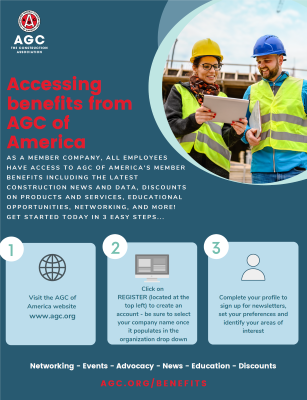 AGC
THE CONSTRUCTION
ASSOCIATION
Accessing
benefits from
AGC of
America
AS A MEMBER COMPANY, ALL EMPLOYEES
HAVE ACCESS TO AGC OF AMERICA'S MEMBER
BENEFITS INCLUDING THE LATEST
CONSTRUCTION NEWS AND DATA, DISCOUNTS
ON PRODUCTS AND SERVICES, EDUCATIONAL
OPPORTUNITIES, NETWORKING, AND MORE!
GET STARTED TODAY IN 3 EASY STEPS...
1
Visit the AGC of
America website
www.agc.org
2
Click on
REGISTER (located at the
top left) to create an
account - be sure to select
your company name once
it populates in the
organization drop down
3
Complete your profile to
sign up for newsletters,
set your preferences and
identify your areas of
interest
Networking - Events - Advocacy - News - Education - Discounts
AGC.ORG/BENEFITS